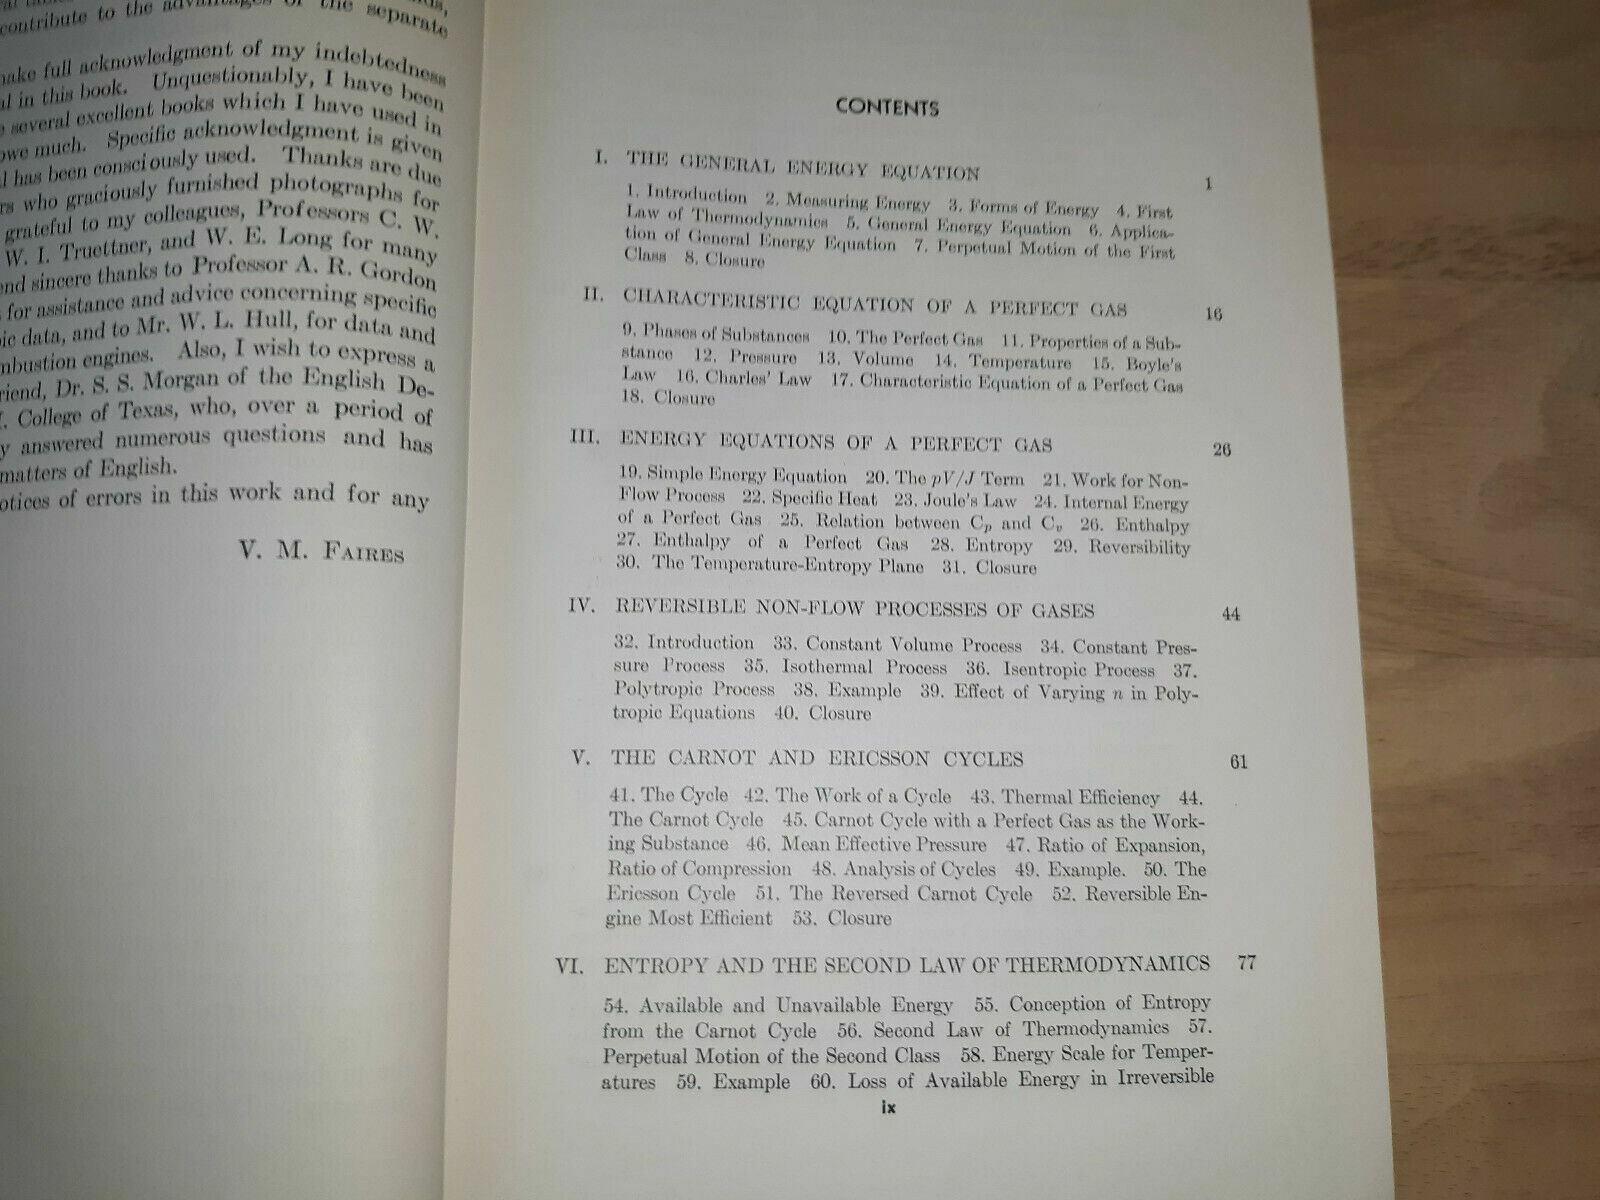 contribute to the advantages of the separate
make full acknowledgment of my indebtedness
in this book. Unquestionably, I have been
several excellent books which I have used in
owe much. Specific acknowledgment is given
has been consciously used. Thanks are due
who graciously furnished photographs for
grateful to my colleagues, Professors C. W.
W. I. Truettner, and W. E. Long for many
sincere thanks to Professor A. R. Gordon
for assistance and advice concerning specific
data, and to Mr. W. L. Hull, for data and
engines. Also, I wish to express a
friend, Dr. S. S. Morgan of the English De-
College of Texas, who, over a period of
answered numerous questions and has
matters of English.
notices of errors in this work and for any
V. M. FAIRES
CONTENTS
I. THE GENERAL ENERGY EQUATION 1
1. Introduction 2. Measuring Energy 3. Forms of Energy 4. First
Law of Thermodynamics 5. General Energy Equation 6. Applica-
tion of General Energy Equation 7. Perpetual Motion of the First
Class 8. Closure
II. CHARACTERISTIC EQUATION OF A PERFECT GAS 16
9. Phases of Substances 10. The Perfect Gas 11. Properties of a Sub-
stance 12. Pressure 13. Volume 14. Temperature 15. Boyle's
Law 16. Charles' Law 17. Characteristic Equation of a Perfect Gas
18. Closure
III. ENERGY EQUATIONS OF A PERFECT GAS 26
19. Simple Energy Equation 20. The pV/J Term 21. Work for Non-
Flow Process 22. Specific Heat 23. Joule's Law 24. Internal Energy
of a Perfect Gas 25. Relation between Cp and Cv 26. Enthalpy
27. Enthalpy of a Perfect Gas 28. Entropy 29. Reversibility
30. The Temperature-Entropy Plane 31. Closure
IV. REVERSIBLE NON-FLOW PROCESSES OF GASES 44
32. Introduction 33. Constant Volume Process 34. Constant Pres-
sure Process 35. Isothermal Process 36. Isentropic Process 37.
Polytropic Process 38. Example 39. Effect of Varying n in Poly-
tropic Equations 40. Closure
V. THE CARNOT AND ERICSSON CYCLES 61
41. The Cycle 42. The Work of a Cycle 43. Thermal Efficiency 44.
The Carnot Cycle 45. Carnot Cycle with a Perfect Gas as the Work-
ing Substance 46. Mean Effective Pressure 47. Ratio of Expansion,
Ratio of Compression 48. Analysis of Cycles 49. Example. 50. The
Ericsson Cycle 51. The Reversed Carnot Cycle 52. Reversible En-
gine Most Efficient 53. Closure
VI. ENTROPY AND THE SECOND LAW OF THERMODYNAMICS 77
54. Available and Unavailable Energy 55. Conception of Entropy
from the Carnot Cycle 56. Second Law of Thermodynamics 57.
Perpetual Motion of the Second Class 58. Energy Scale for Temper-
atures 59. Example 60. Loss of Available Energy in Irreversible
ix